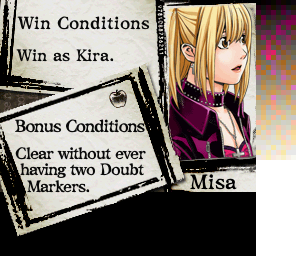 Win Conditions
Win as Kira.
Bonus Conditions
Clear without ever
having two Doubt
Markers.
Misa